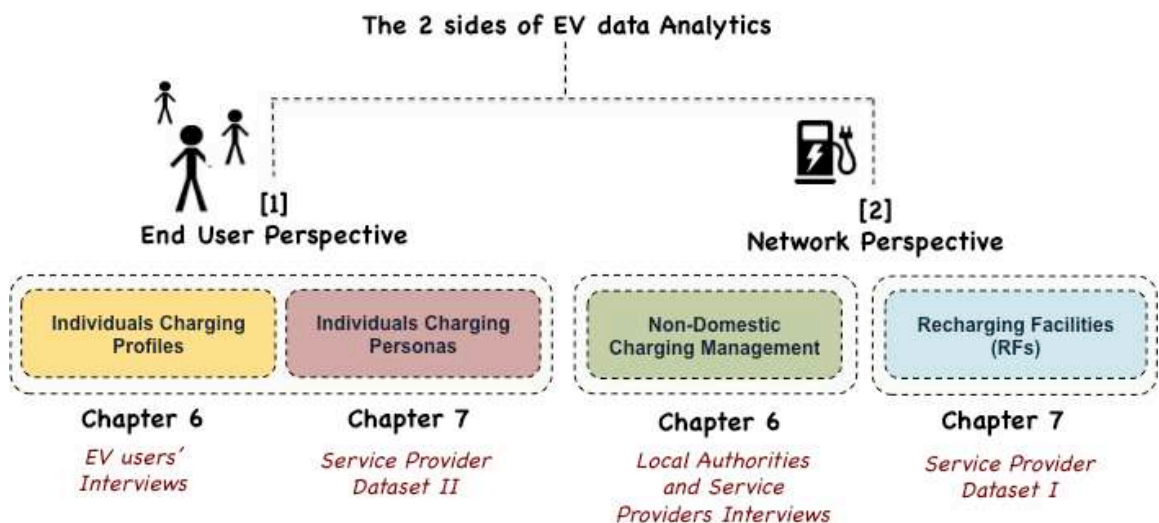 The 2 sides of EV data Analytics
[1]
End User Perspective
[2]
Network Perspective
Individuals Charging
Profiles
Individuals Charging
Personas
Non-Domestic
Charging Management
Recharging Facilities
(RFs)
Chapter 6
EV users'
Interviews
Chapter 7
Service Provider
Dataset II
Chapter 6
Local Authorities
and Service
Providers Interviews
Chapter 7
Service Provider
Dataset I